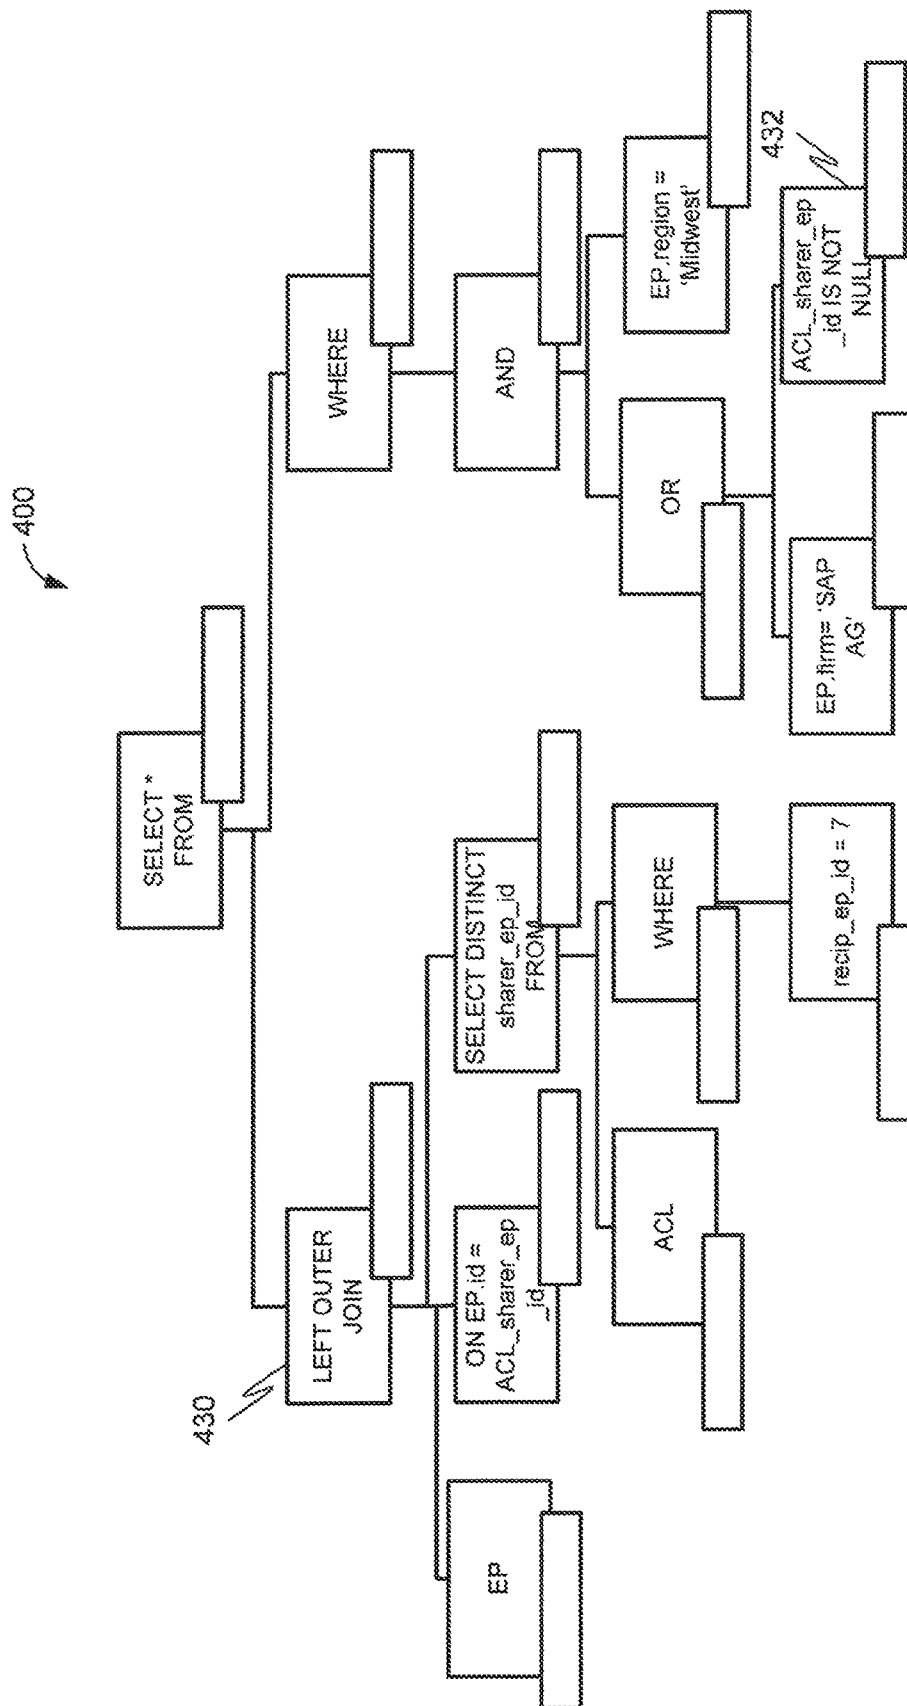 400
SELECT *
FROM
430
LEFT OUTER
JOIN
WHERE
EP
ON EP.id =
ACL_sharer_ep
_id
SELECT DISTINCT
sharer_ep_id
FROM
AND
ACL
WHERE
OR
EP.region =
'Midwest'
recip_ep_id = 7
EP.firm= 'SAP
AG'
ACL_sharer_ep
_id IS NOT
NULL
432